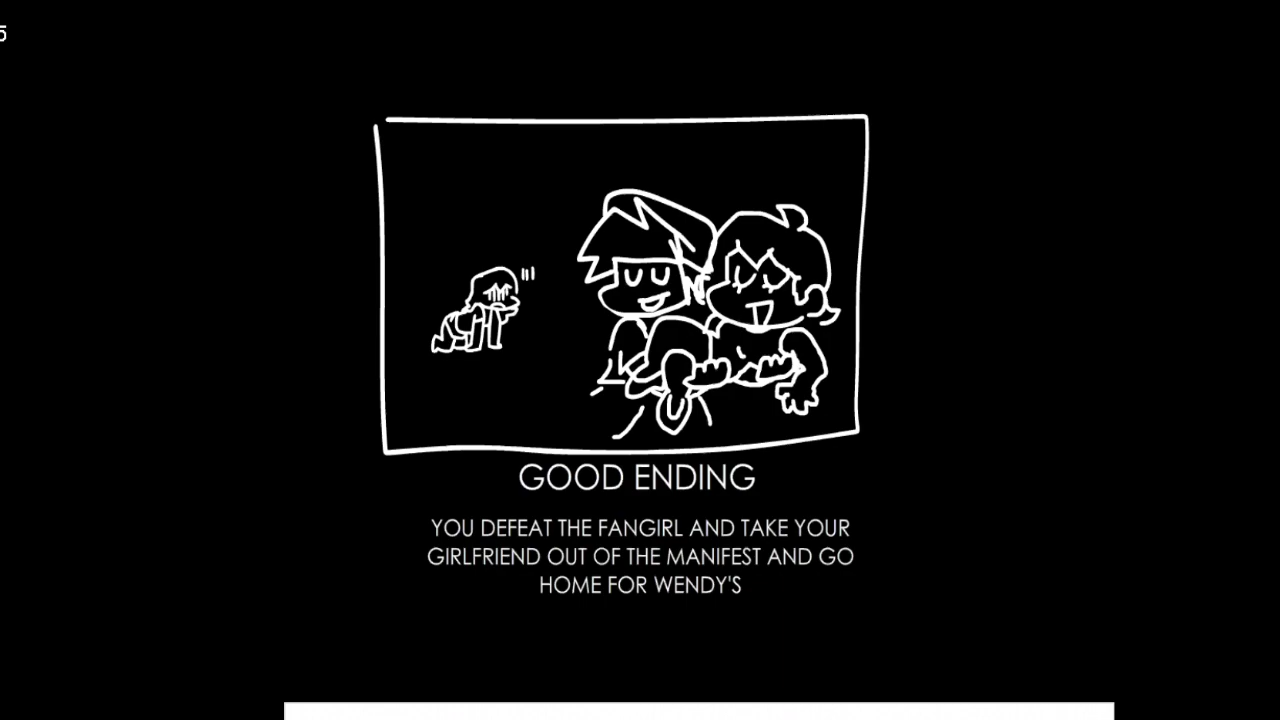 GOOD ENDING
YOU DEFEAT THE FANGIRL AND TAKE YOUR
GIRLFRIEND OUT OF THE MANIFEST AND GO
HOME FOR WENDY'S